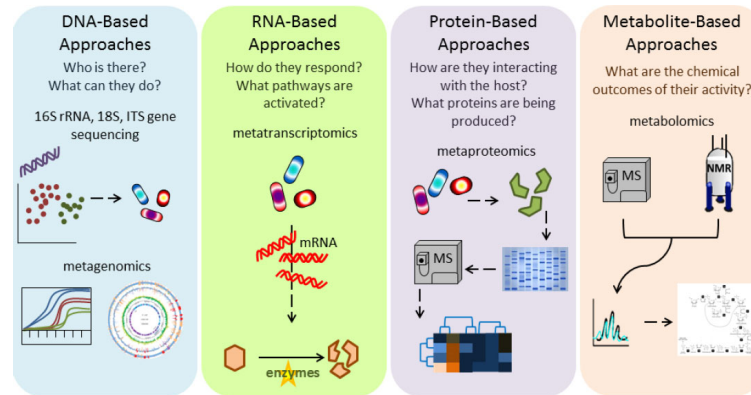 DNA-Based
Approaches
Who is there?
What can they do?
16S rRNA, 18S, ITS gene
sequencing
metagenomics
RNA-Based
Approaches
How do they respond?
What pathways are
activated?
metatranscriptomics
mRNA
enzymes
Protein-Based
Approaches
How are they interacting
with the host?
What proteins are being
produced?
metaproteomics
MS
Metabolite-Based
Approaches
What are the chemical
outcomes of their activity?
metabolomics
MS
NMR